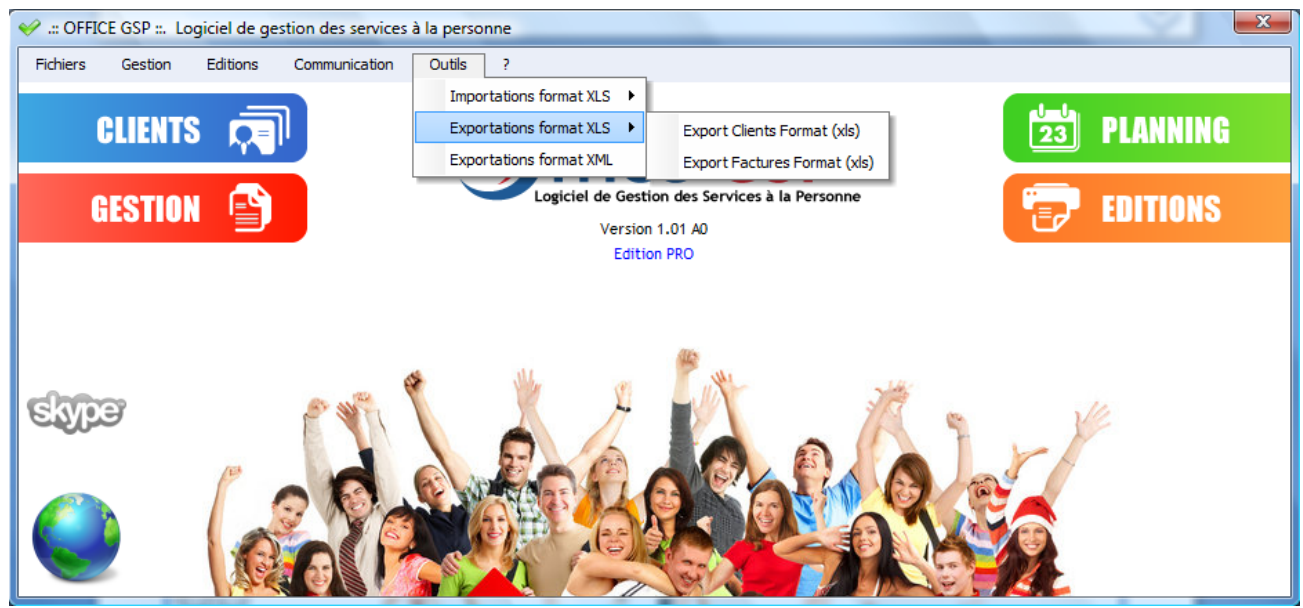 .:: OFFICE GSP ::. Logiciel de gestion des services à la personne
Fichiers Gestion Editions Communication Outils ?
Importations format XLS
Exportations format XLS
Exportations format XML
Export Clients Format (xls)
Export Factures Format (xls)
CLIENTS
GESTION
23 PLANNING
EDITIONS
Logiciel de Gestion des Services à la Personne
Version 1.01 A0
Edition PRO
skype